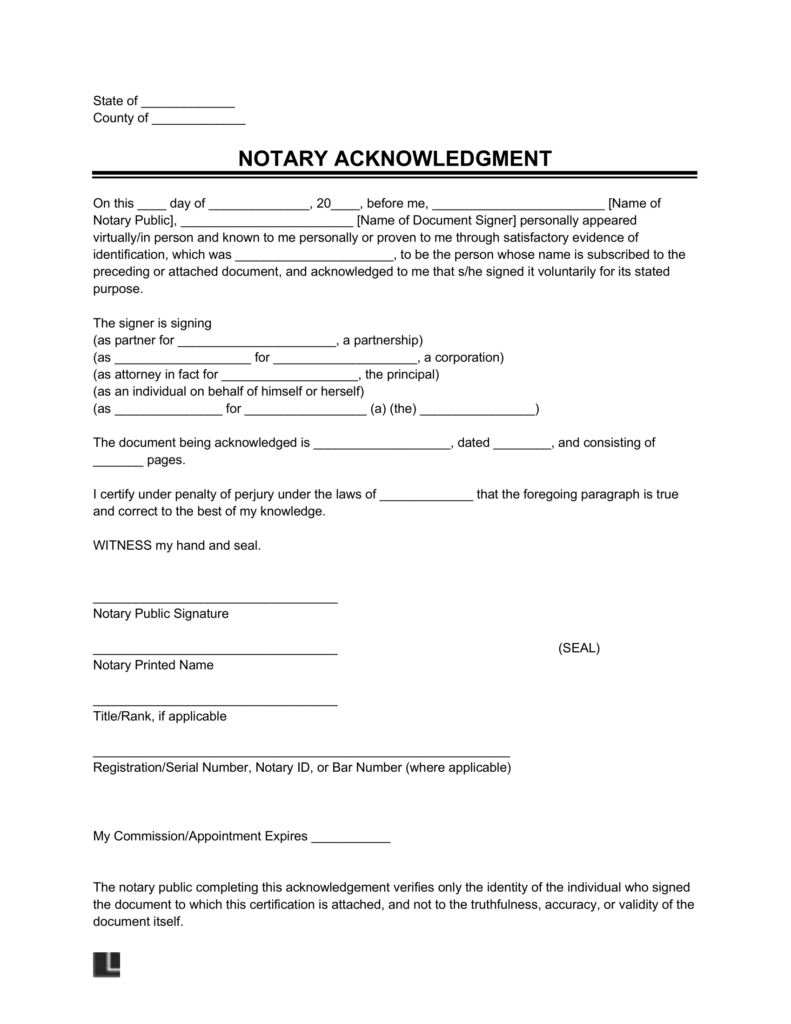 State of _____________
County of _____________
NOTARY ACKNOWLEDGMENT
On this ____ day of ______________, 20____, before me, ________________________ [Name of
Notary Public], ________________________ [Name of Document Signer] personally appeared
virtually/in person and known to me personally or proven to me through satisfactory evidence of
identification, which was ______________________, to be the person whose name is subscribed to the
preceding or attached document, and acknowledged to me that s/he signed it voluntarily for its stated
purpose.
The signer is signing
(as partner for ______________________, a partnership)
(as ___________________ for ____________________, a corporation)
(as attorney in fact for ___________________, the principal)
(as an individual on behalf of himself or herself)
(as _______________ for _________________ (a) (the) ________________)
The document being acknowledged is ___________________, dated ________, and consisting of
_______ pages.
I certify under penalty of perjury under the laws of _____________ that the foregoing paragraph is true
and correct to the best of my knowledge.
WITNESS my hand and seal.
__________________________________
Notary Public Signature
__________________________________ (SEAL)
Notary Printed Name
__________________________________
Title/Rank, if applicable
__________________________________________________________
Registration/Serial Number, Notary ID, or Bar Number (where applicable)
My Commission/Appointment Expires ___________
The notary public completing this acknowledgement verifies only the identity of the individual who signed
the document to which this certification is attached, and not to the truthfulness, accuracy, or validity of the
document itself.